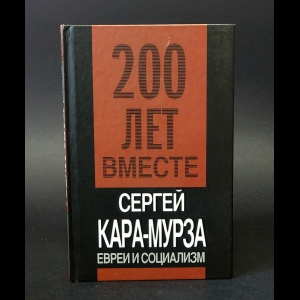 200
ЛЕТ
ВМЕСТЕ
СЕРГЕЙ
КАРА-МУРЗА
ЕВРЕИ И СОЦИАЛИЗМ